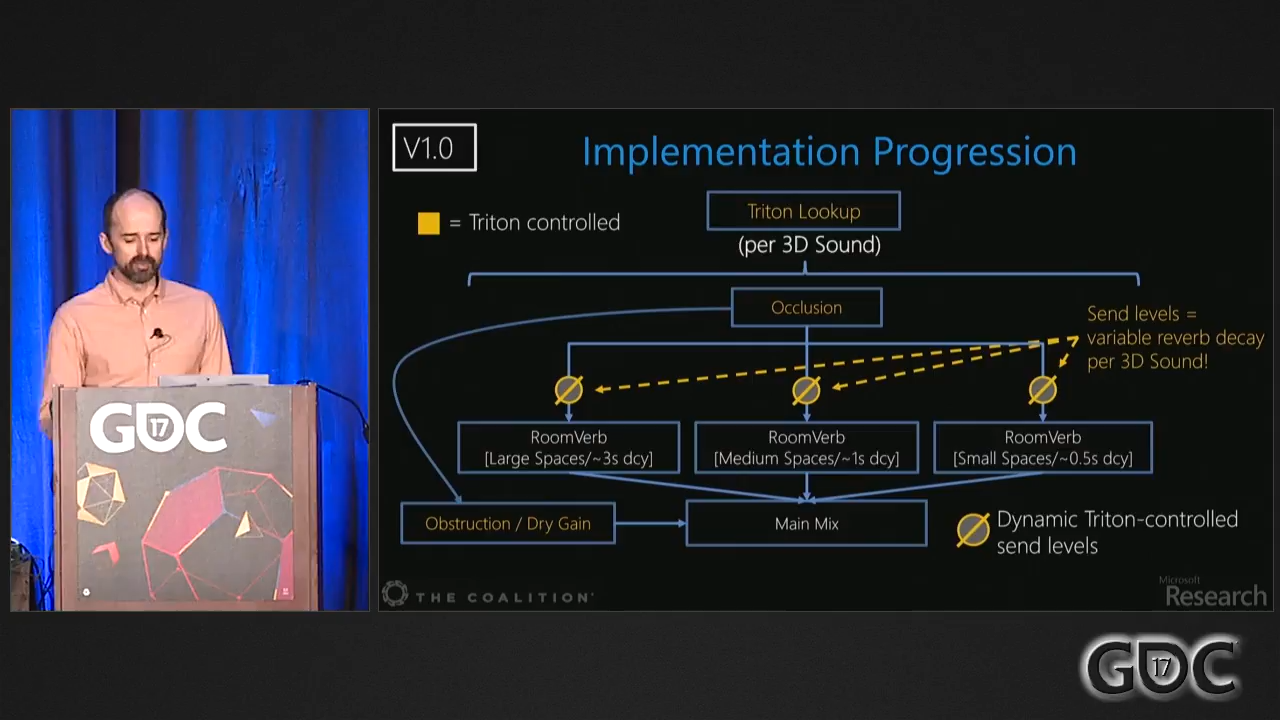 V1.0
Implementation Progression
= Triton controlled
Triton Lookup
(per 3D Sound)
Occlusion
Send levels =
variable reverb decay
per 3D Sound!
RoomVerb
[Large Spaces/~3s dcy]
RoomVerb
[Medium Spaces/~1s dcy]
RoomVerb
[Small Spaces/~0.5s dcy]
Obstruction / Dry Gain
Main Mix
Dynamic Triton-controlled
send levels
THE COALITION
Microsoft
Research
GDC
17
GDC
17